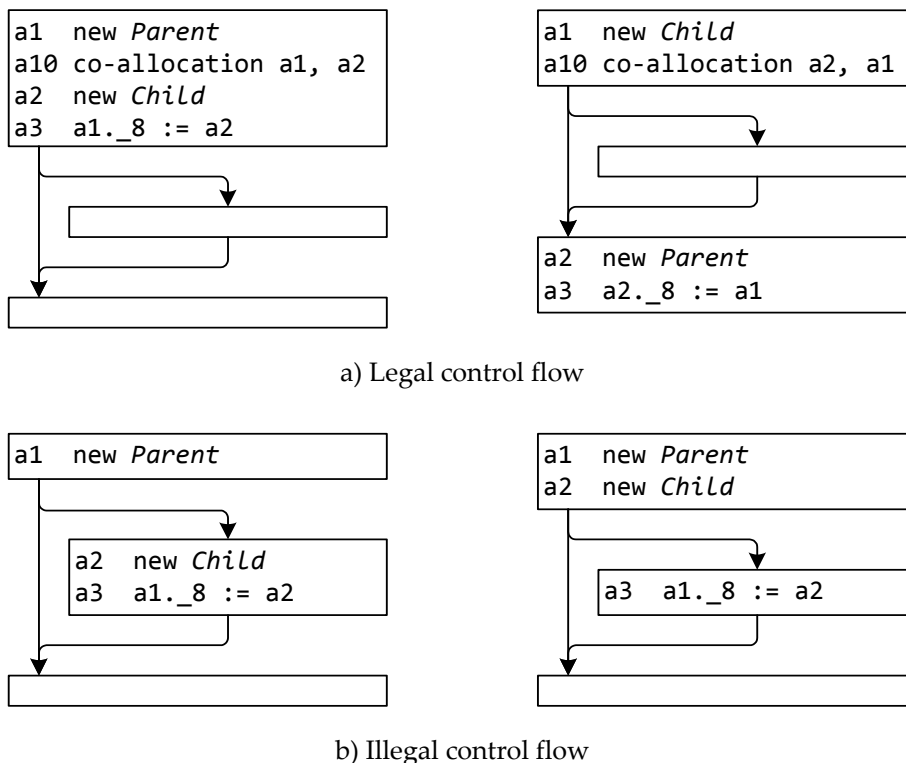 a1 new Parent
a10 co-allocation a1, a2
a2 new Child
a3 a1._8 := a2
a1 new Child
a10 co-allocation a2, a1
a2 new Parent
a3 a2._8 := a1
a) Legal control flow
a1 new Parent
a2 new Child
a3 a1._8 := a2
a1 new Parent
a2 new Child
a3 a1._8 := a2
b) Illegal control flow